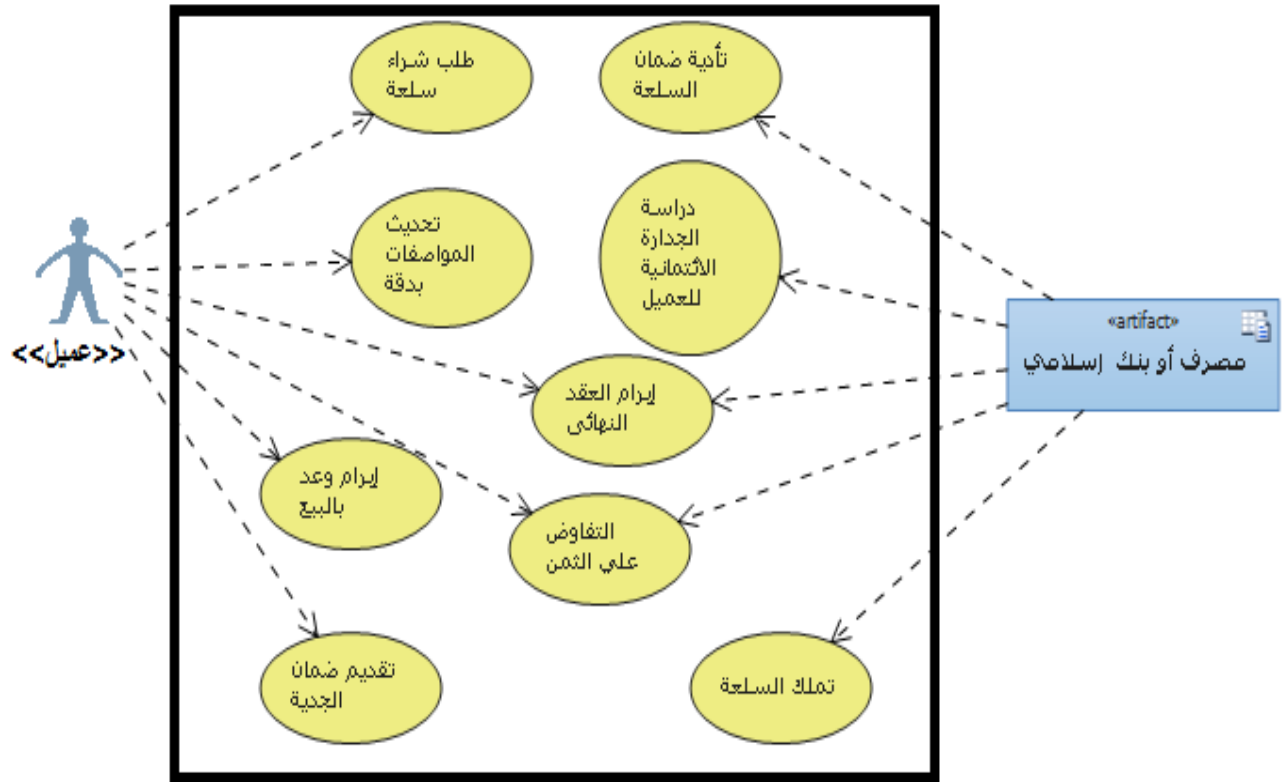 طلب شراء
سلعة
تأدية ضمان
السلعة
تحديث
المواصفات
بدقة
دراسة
الجدارة
الائتمانية
للعميل
<<عميل>>
«artifact»
مصرف أو بنك إسلامي
إبرام العقد
النهائى
إبرام وعد
بالبيع
التفاوض
علي الثمن
تقديم ضمان
الجدية
تملك السلعة